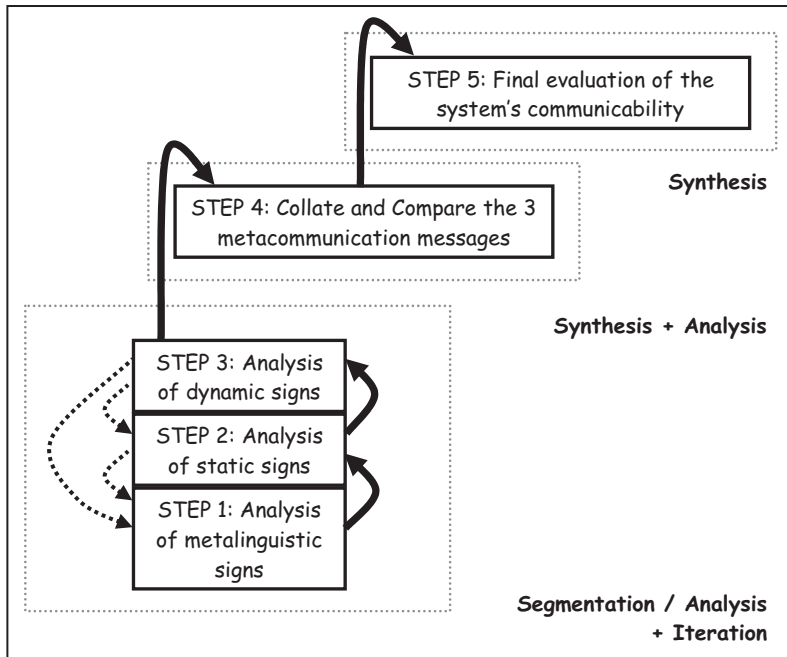 STEP 5: Final evaluation of the
system's communicability
Synthesis
STEP 4: Collate and Compare the 3
metacommunication messages
Synthesis + Analysis
STEP 3: Analysis
of dynamic signs
STEP 2: Analysis
of static signs
STEP 1: Analysis
of metalinguistic
signs
Segmentation / Analysis
+ Iteration